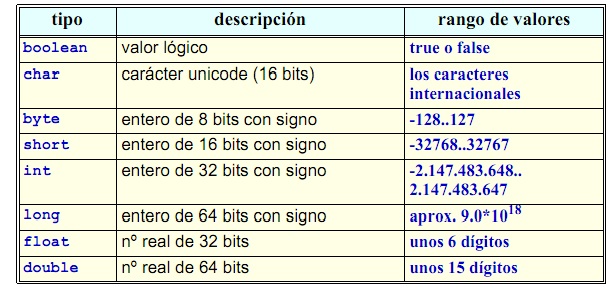 tipo descripción rango de valores
boolean valor lógico true o false
char carácter unicode (16 bits) los caracteres
internacionales
byte entero de 8 bits con signo -128..127
short entero de 16 bits con signo -32768..32767
int entero de 32 bits con signo -2.147.483.648..
2.147.483.647
long entero de 64 bits con signo aprox. 9.0*10¹⁸
float nº real de 32 bits unos 6 dígitos
double nº real de 64 bits unos 15 dígitos